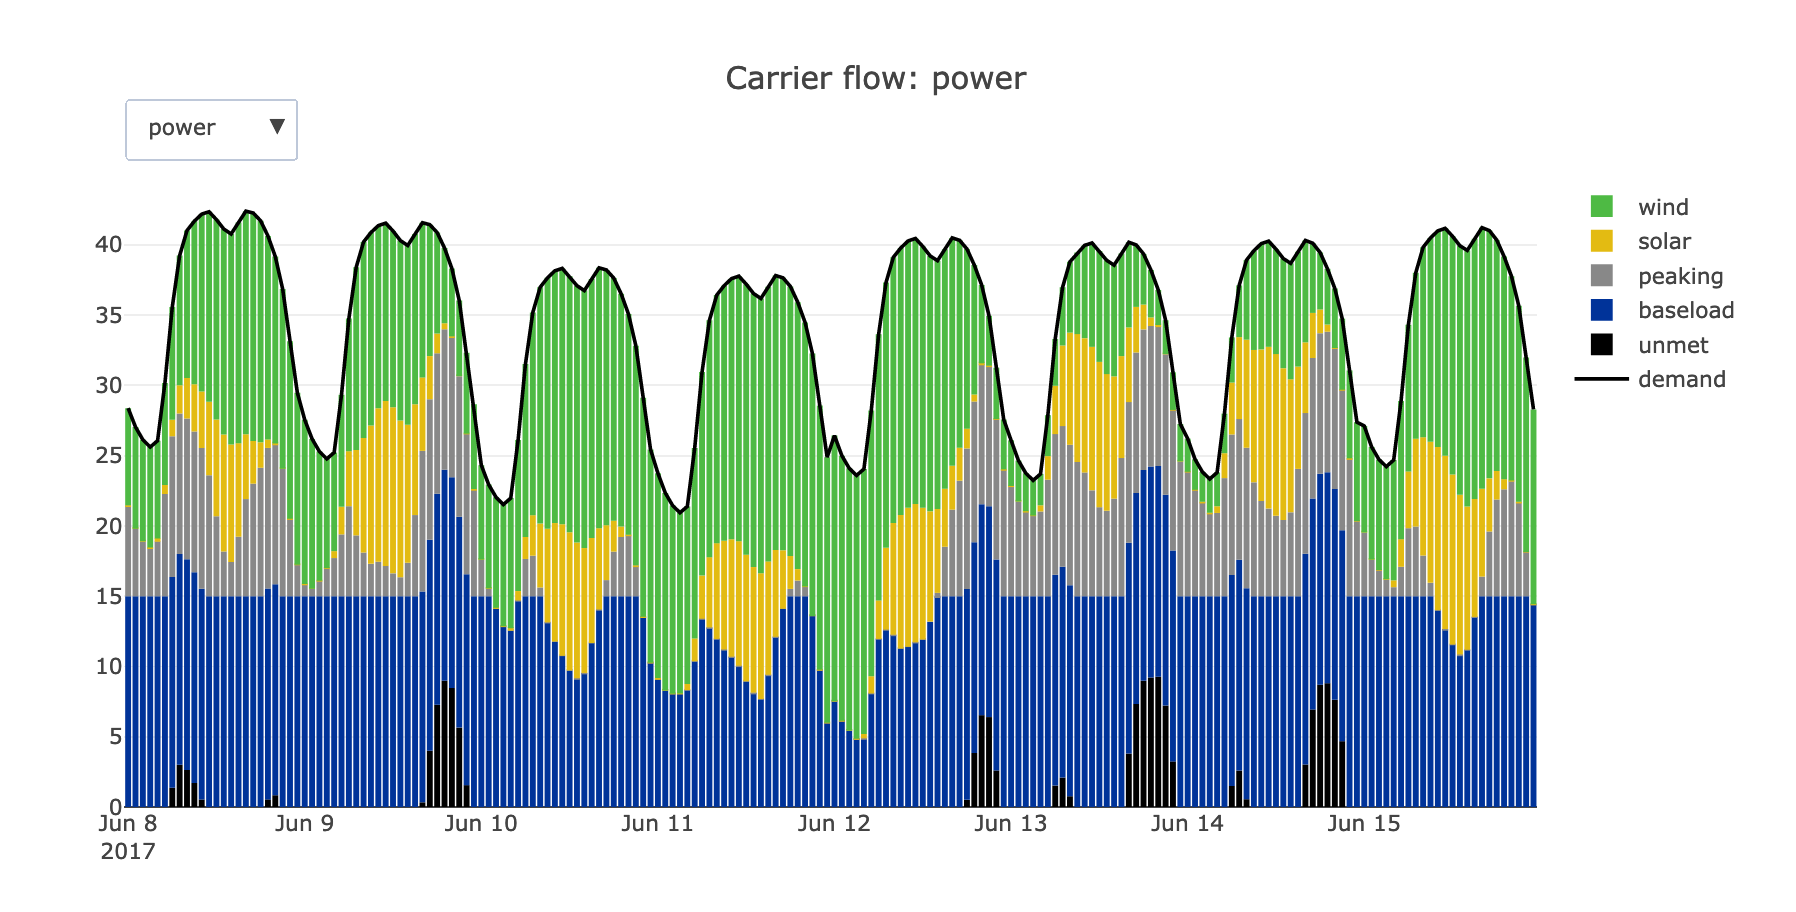 Carrier flow: power
power ▼
wind
solar
peaking
baseload
unmet
demand
40
35
30
25
20
15
10
5
0
Jun 8 Jun 9 Jun 10 Jun 11 Jun 12 Jun 13 Jun 14 Jun 15
2017